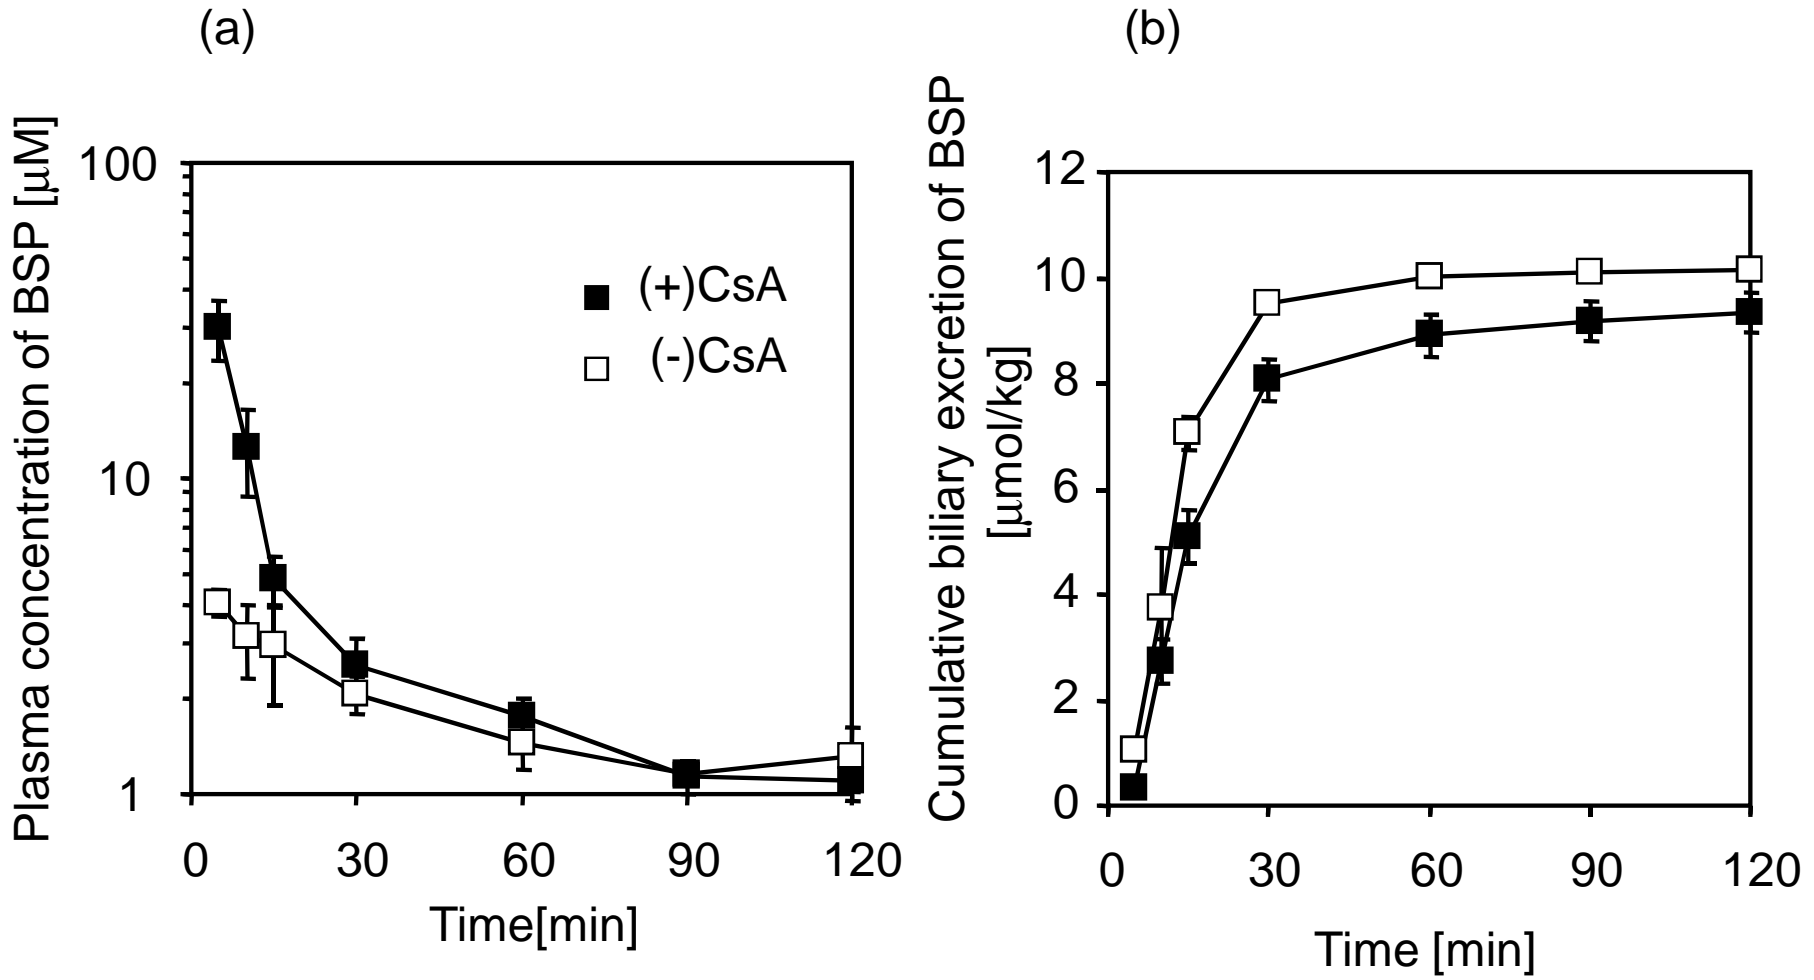 (a)
Plasma concentration of BSP [μM]
100
10
1
(+)CsA
(-)CsA
0 30 60 90 120
Time[min]
(b)
Cumulative biliary excretion of BSP
[μmol/kg]
12
10
8
6
4
2
0
0 30 60 90 120
Time [min]